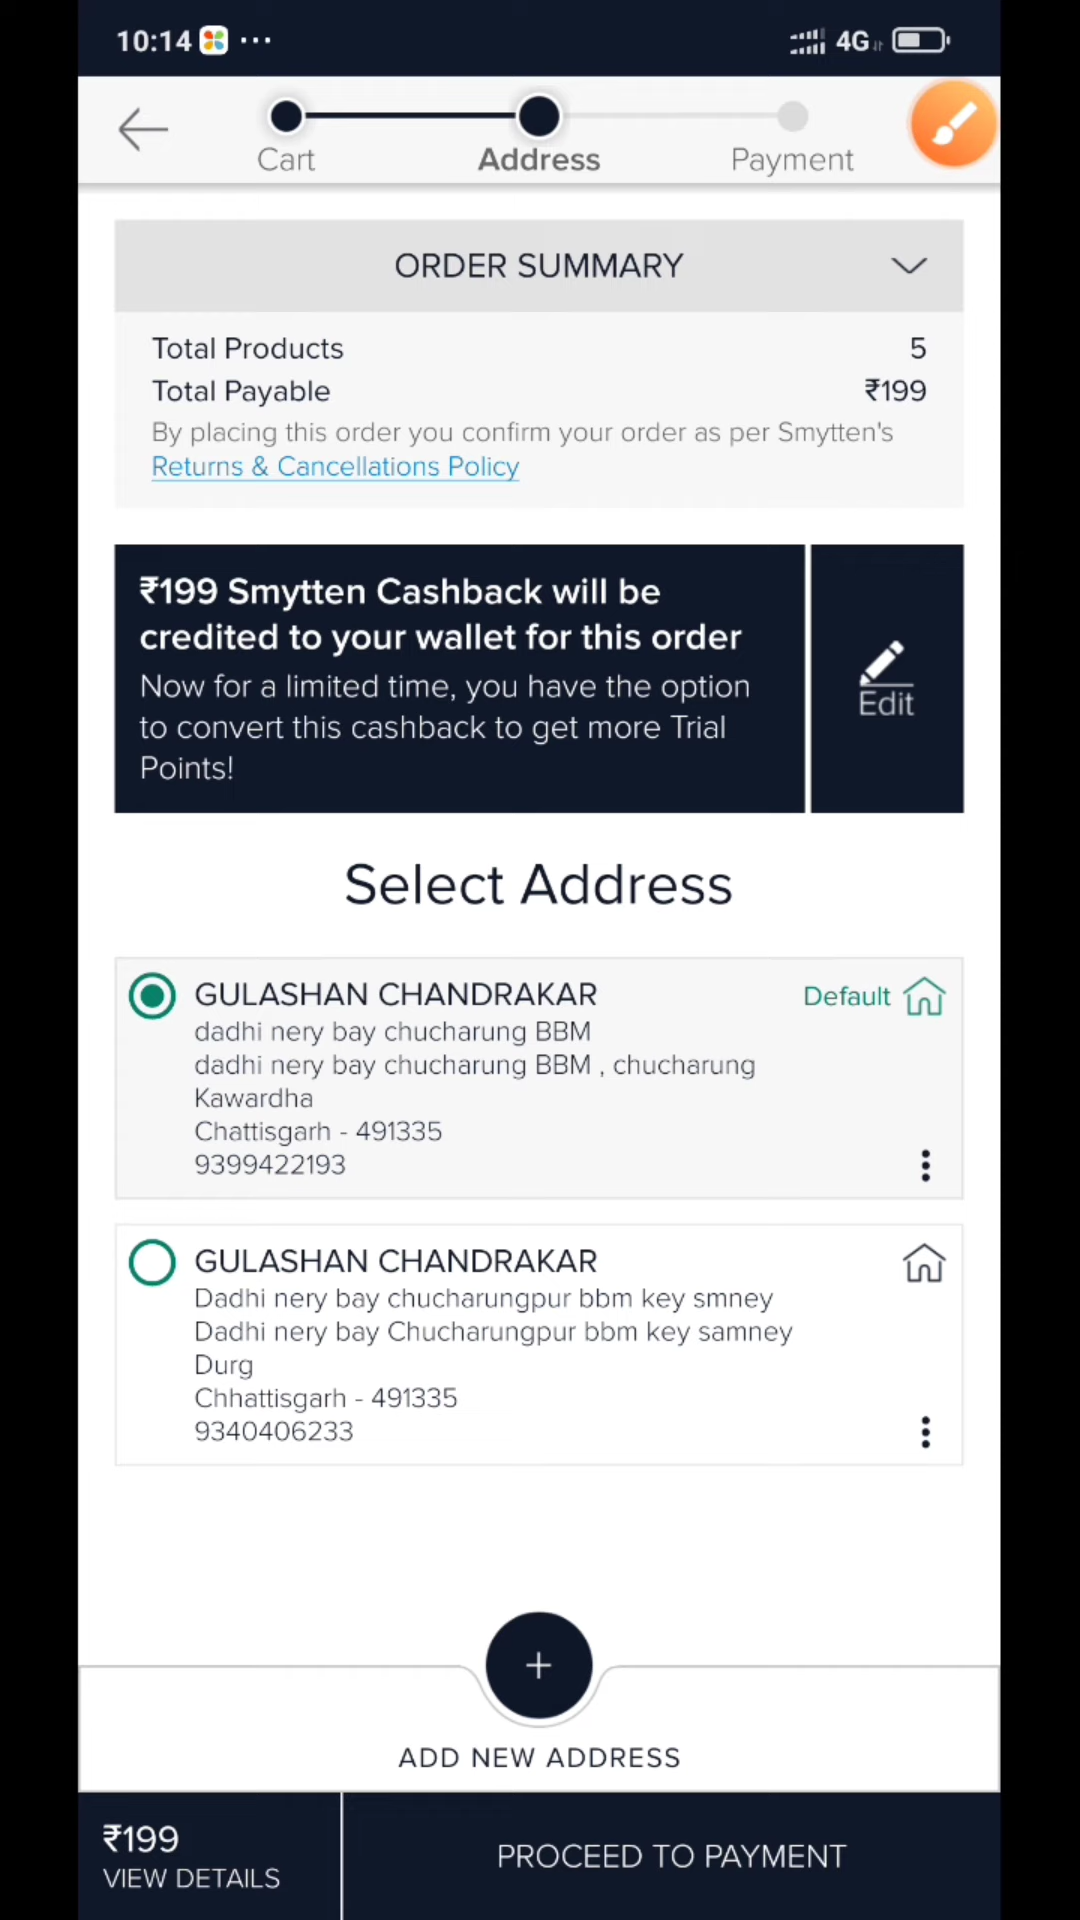 10:14
4G
Cart
Address
Payment
ORDER SUMMARY
Total Products 5
Total Payable ₹199
By placing this order you confirm your order as per Smytten's
Returns & Cancellations Policy
₹199 Smytten Cashback will be
credited to your wallet for this order
Now for a limited time, you have the option
to convert this cashback to get more Trial
Points!
Edit
Select Address
GULASHAN CHANDRAKAR Default
dadhi nery bay chucharung BBM
dadhi nery bay chucharung BBM , chucharung
Kawardha
Chattisgarh - 491335
9399422193
GULASHAN CHANDRAKAR
Dadhi nery bay chucharungpur bbm key smney
Dadhi nery bay Chucharungpur bbm key samney
Durg
Chhattisgarh - 491335
9340406233
ADD NEW ADDRESS
₹199
VIEW DETAILS
PROCEED TO PAYMENT